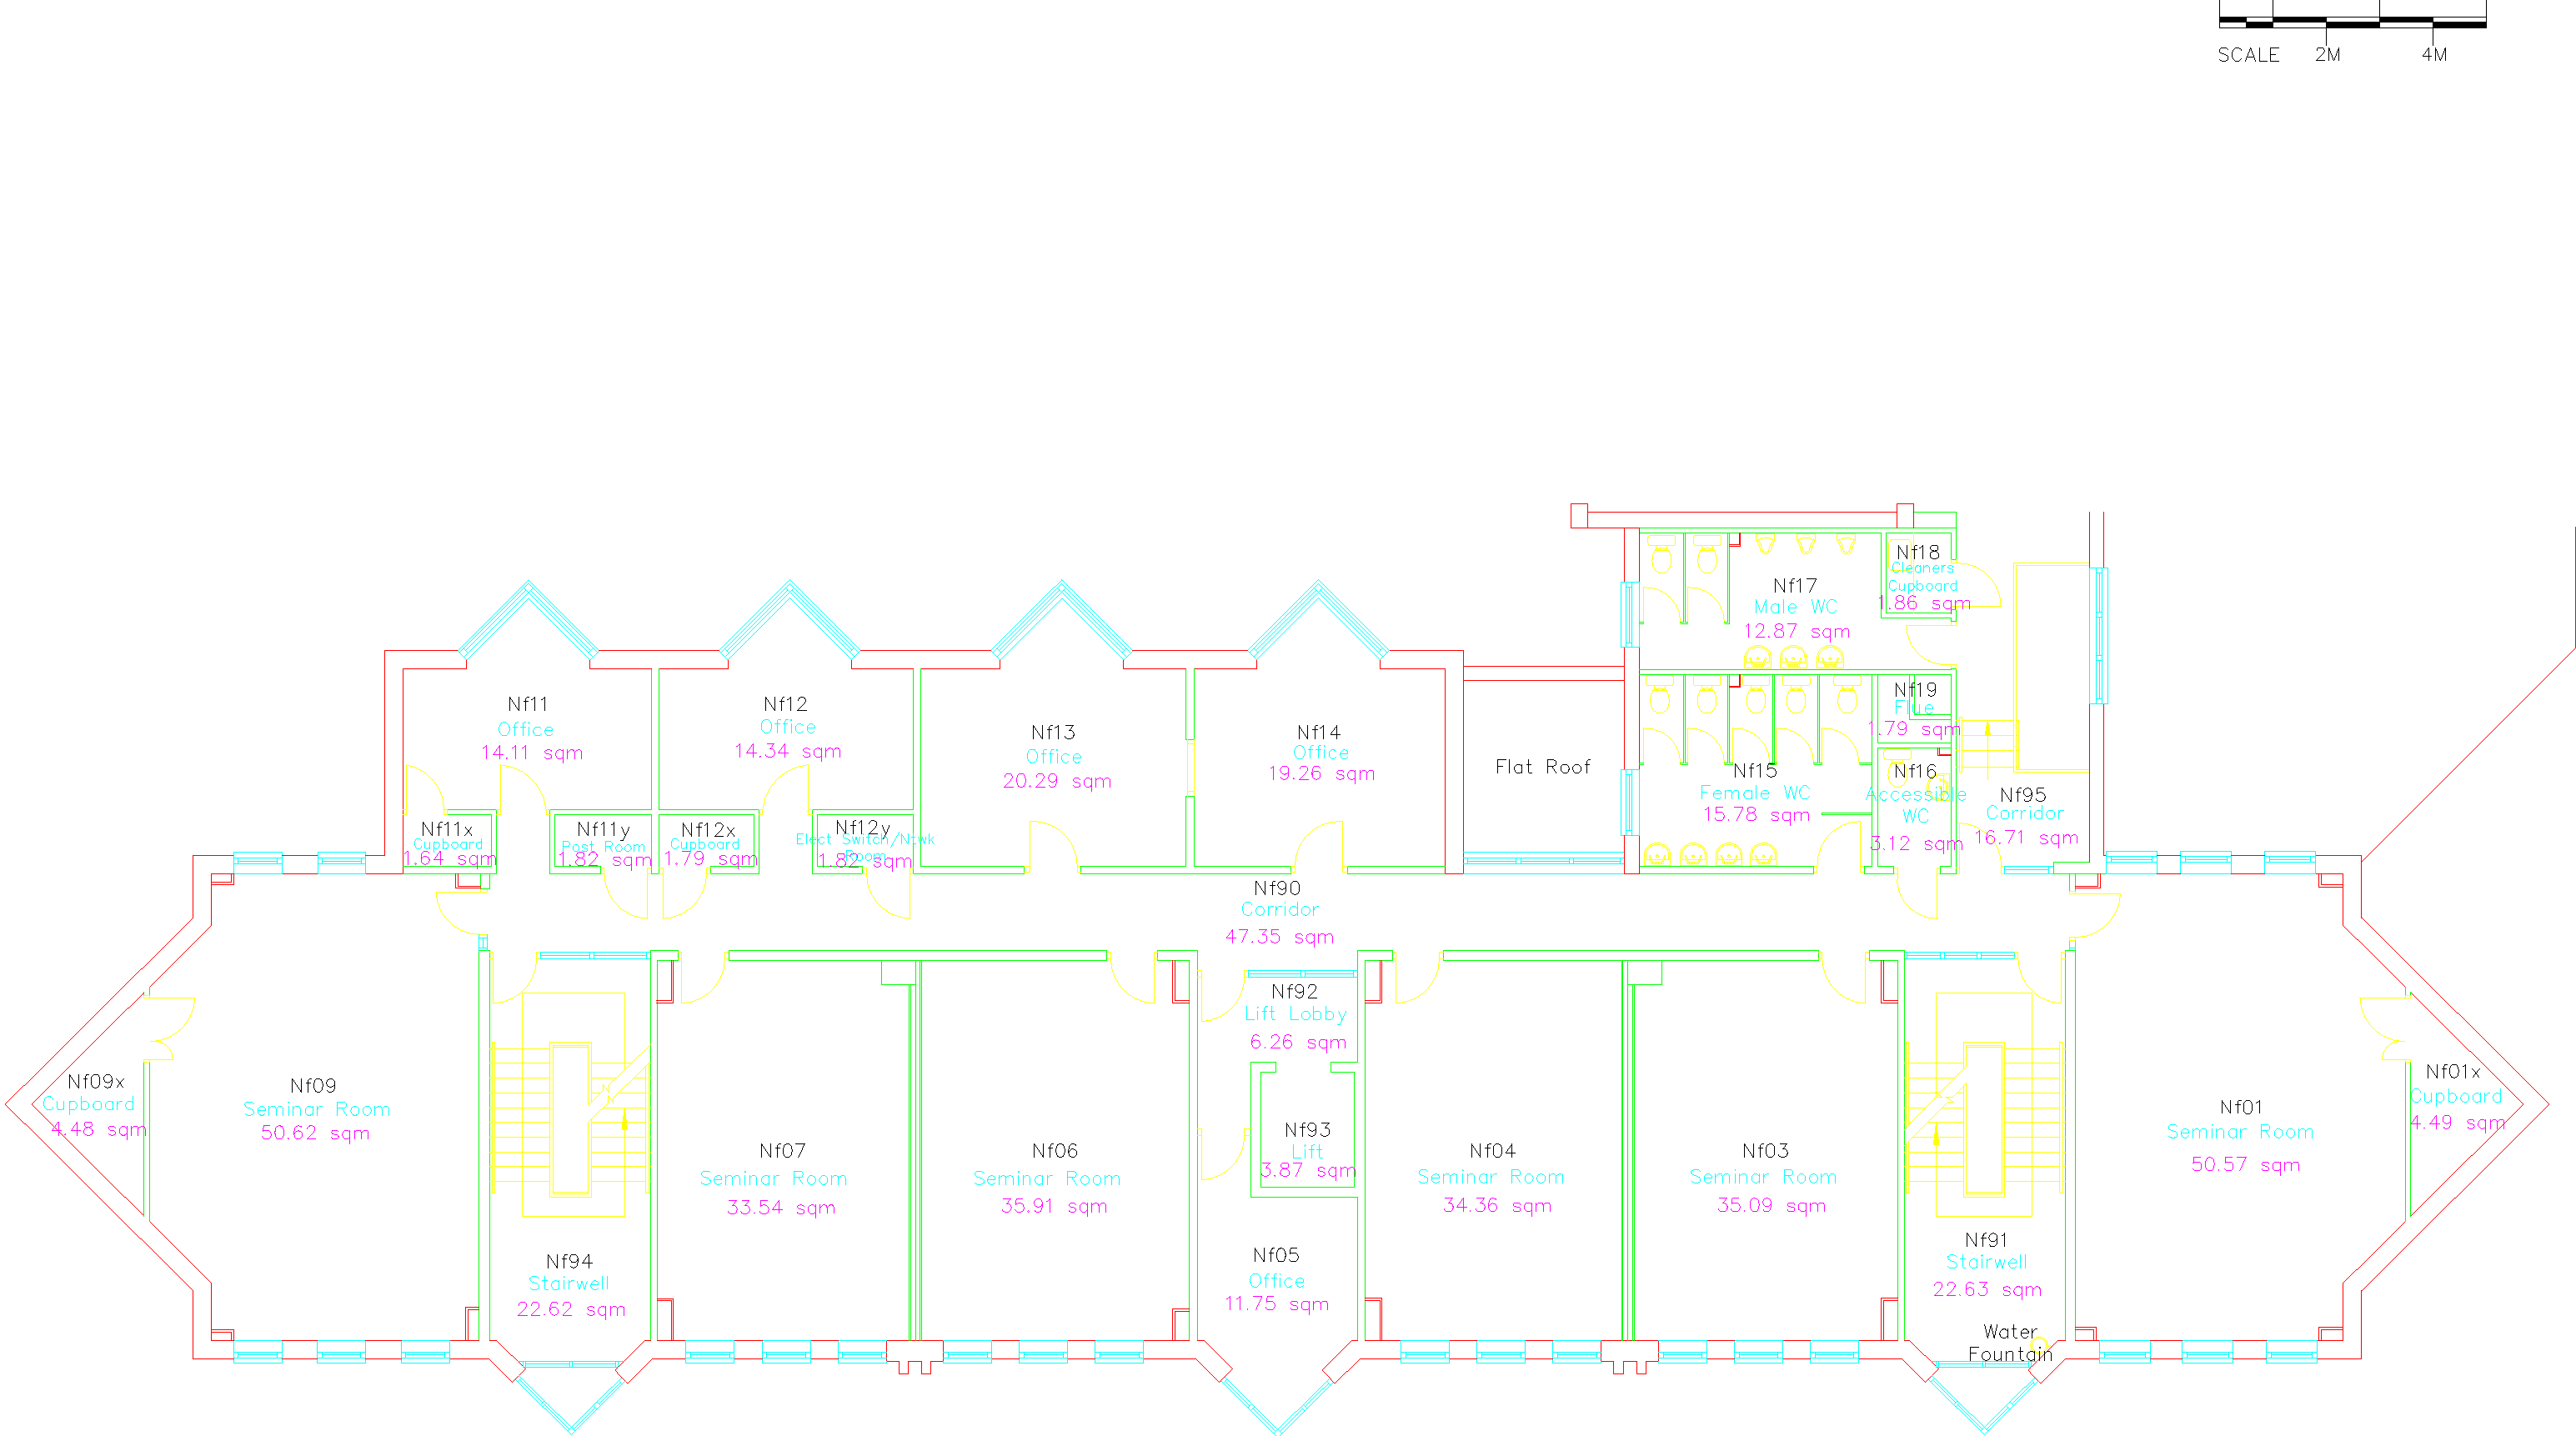 SCALE 2M 4M
Nf18
Cleaners
Cupboard
1.86 sqm
Nf17
Male WC
12.87 sqm
Nf11
Office
14.11 sqm
Nf12
Office
14.34 sqm
Nf13
Office
20.29 sqm
Nf14
Office
19.26 sqm
Flat Roof
Nf19
Flue
1.79 sqm
Nf15
Female WC
15.78 sqm
Nf16
Accessible
WC
3.12 sqm
Nf95
Corridor
16.71 sqm
Nf11x
Cupboard
1.64 sqm
Nf11y
Post Room
1.82 sqm
Nf12x
Cupboard
1.79 sqm
Nf12y
Elect Switch/Ntwk
Room
1.82 sqm
Nf90
Corridor
47.35 sqm
Nf92
Lift Lobby
6.26 sqm
Nf09x
Cupboard
4.48 sqm
Nf09
Seminar Room
50.62 sqm
Nf07
Seminar Room
33.54 sqm
Nf06
Seminar Room
35.91 sqm
Nf93
Lift
3.87 sqm
Nf04
Seminar Room
34.36 sqm
Nf03
Seminar Room
35.09 sqm
Nf01
Seminar Room
50.57 sqm
Nf01x
Cupboard
4.49 sqm
Nf94
Stairwell
22.62 sqm
Nf05
Office
11.75 sqm
Nf91
Stairwell
22.63 sqm
Water
Fountain